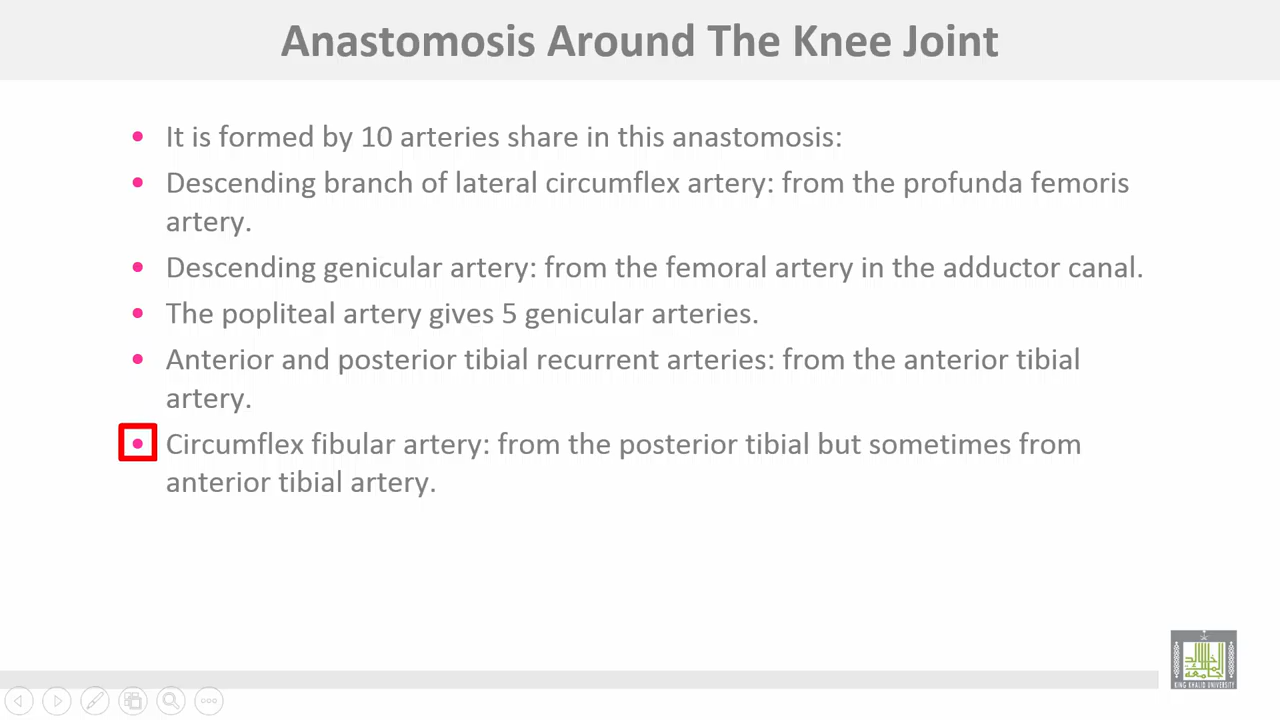 Anastomosis Around The Knee Joint
• It is formed by 10 arteries share in this anastomosis:
• Descending branch of lateral circumflex artery: from the profunda femoris
artery.
• Descending genicular artery: from the femoral artery in the adductor canal.
• The popliteal artery gives 5 genicular arteries.
• Anterior and posterior tibial recurrent arteries: from the anterior tibial
artery.
• Circumflex fibular artery: from the posterior tibial but sometimes from
anterior tibial artery.
KING KHALID UNIVERSITY